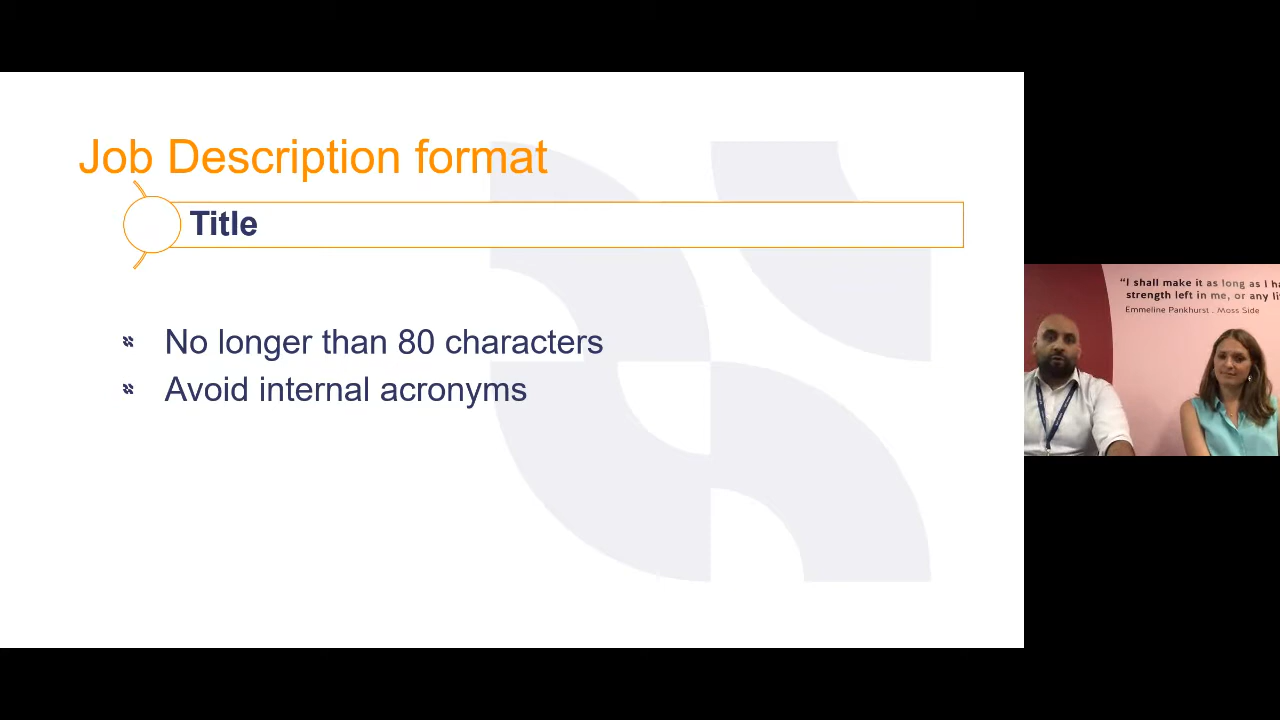 Job Description format
Title
No longer than 80 characters
Avoid internal acronyms
“I shall make it as long as I ha
strength left in me, or any li
Emmeline Pankhurst . Moss Side